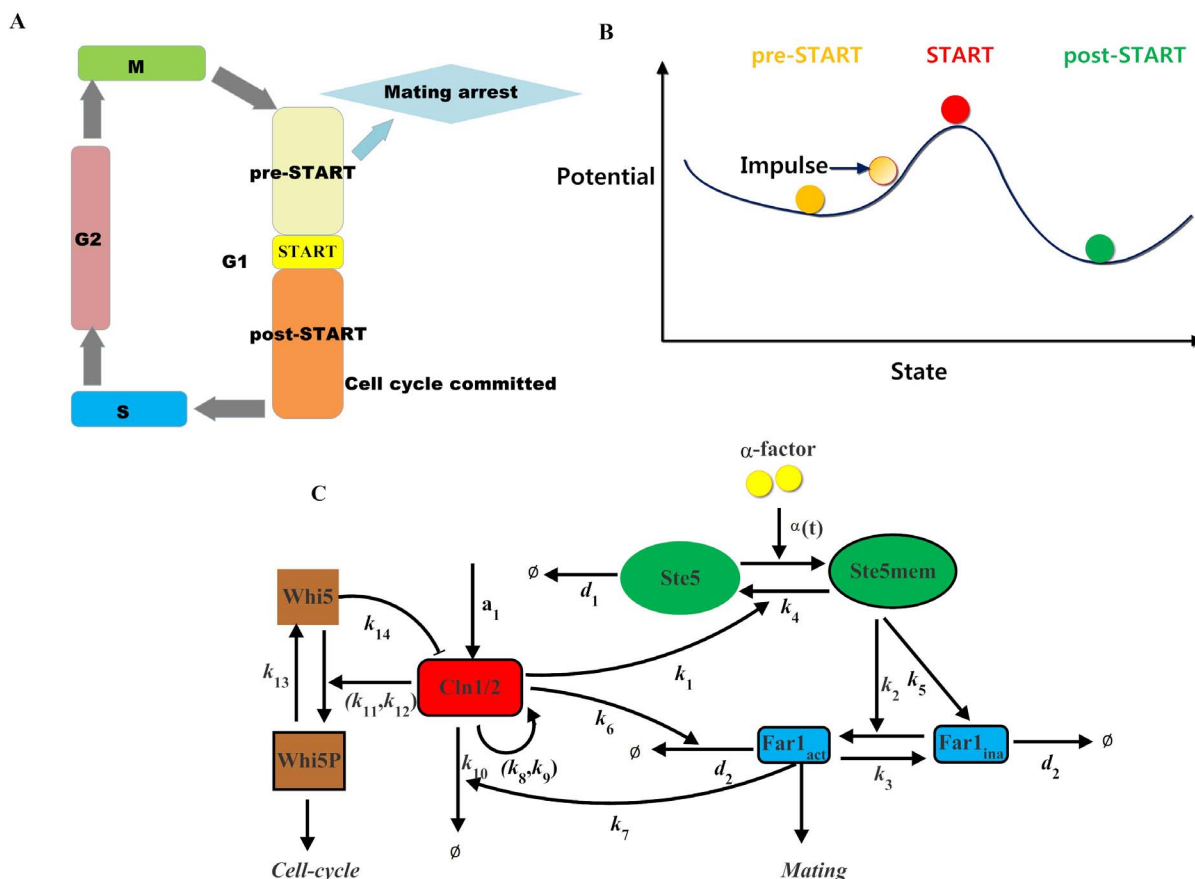 A
M
Mating arrest
pre-START
G2
START
G1
post-START
Cell cycle committed
S
B
pre-START
START
post-START
Potential
Impulse
State
C
α-factor
α(t)
∅
d1
Ste5
k4
Ste5mem
Whi5
k14
a1
k13
(k11,k12)
Cln1/2
k1
k2
k5
k6
Whi5P
k10
(k8,k9)
∅
d2
Far1act
k3
Far1ina
d2
∅
k7
∅
Cell-cycle
Mating